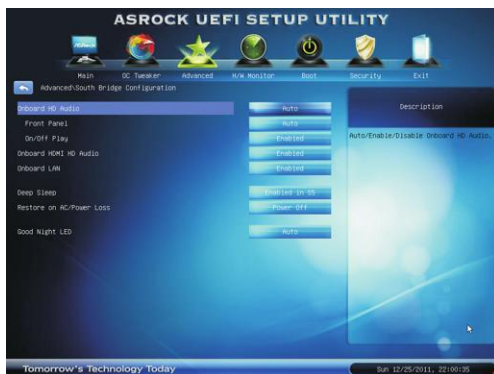 ASROCK UEFI SETUP UTILITY
Main OC Tweaker Advanced H/W Monitor Boot Security Exit
Advanced\South Bridge Configuration
Description
Onboard HD Audio Auto
Front Panel Auto
On/Off Play Enabled
Auto/Enable/Disable Onboard HD Audio.
Onboard HDMI HD Audio Enabled
Onboard LAN Enabled
Deep Sleep Enabled in S5
Restore on AC/Power Loss Power Off
Good Night LED Auto
Tomorrow's Technology Today
Sun 12/25/2011, 22:00:35